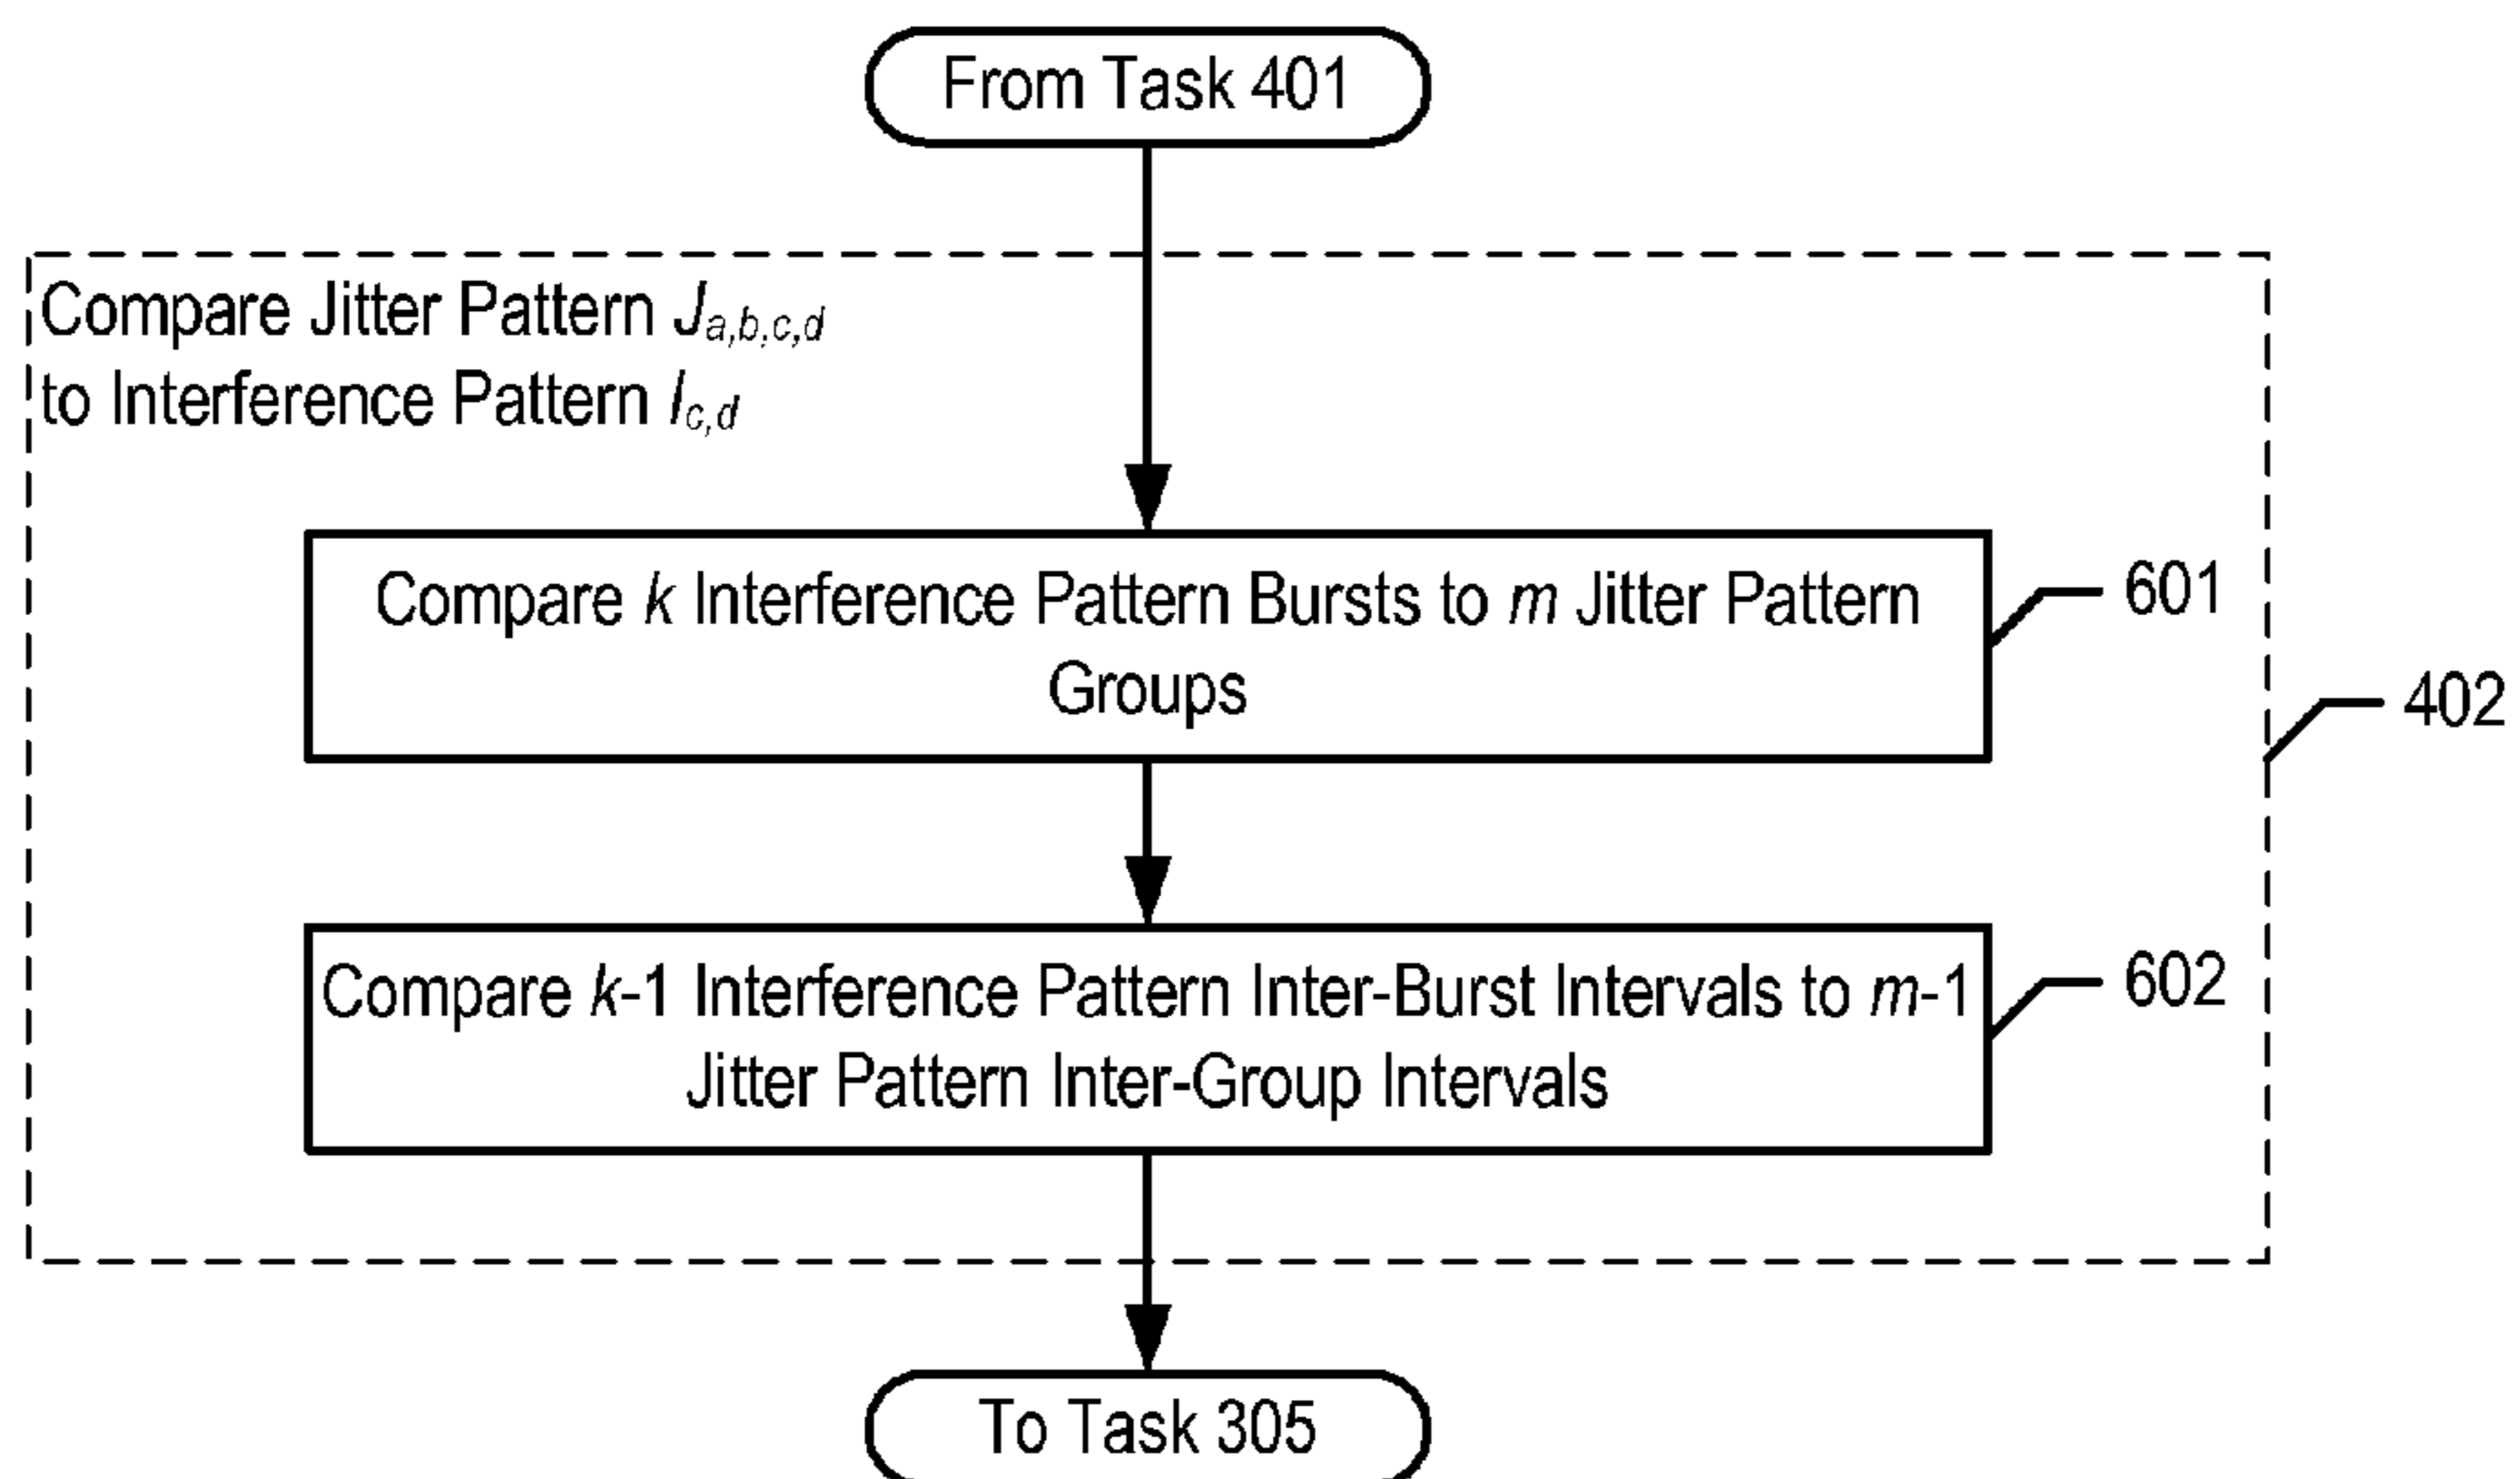 From Task 401
Compare Jitter Pattern Ja,b,c,d
to Interference Pattern Ic,d
Compare k Interference Pattern Bursts to m Jitter Pattern
Groups
601
402
Compare k-1 Interference Pattern Inter-Burst Intervals to m-1
Jitter Pattern Inter-Group Intervals
602
To Task 305